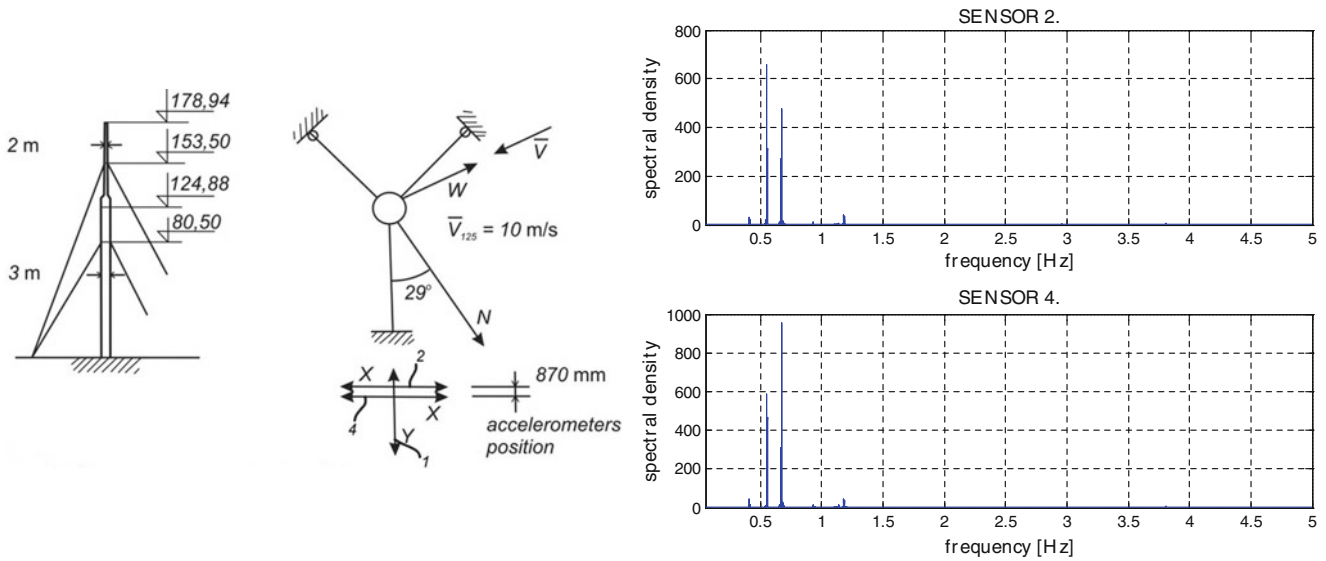 178,94
2 m
153,50
124,88
80,50
3 m
V
W
V125 = 10 m/s
29°
N
2
X
870 mm
X
4
Y
1
accelerometers
position
SENSOR 2.
spectral density
800
600
400
200
0
0.5 1 1.5 2 2.5 3 3.5 4 4.5 5
frequency [Hz]
SENSOR 4.
spectral density
1000
800
600
400
200
0
0.5 1 1.5 2 2.5 3 3.5 4 4.5 5
frequency [Hz]